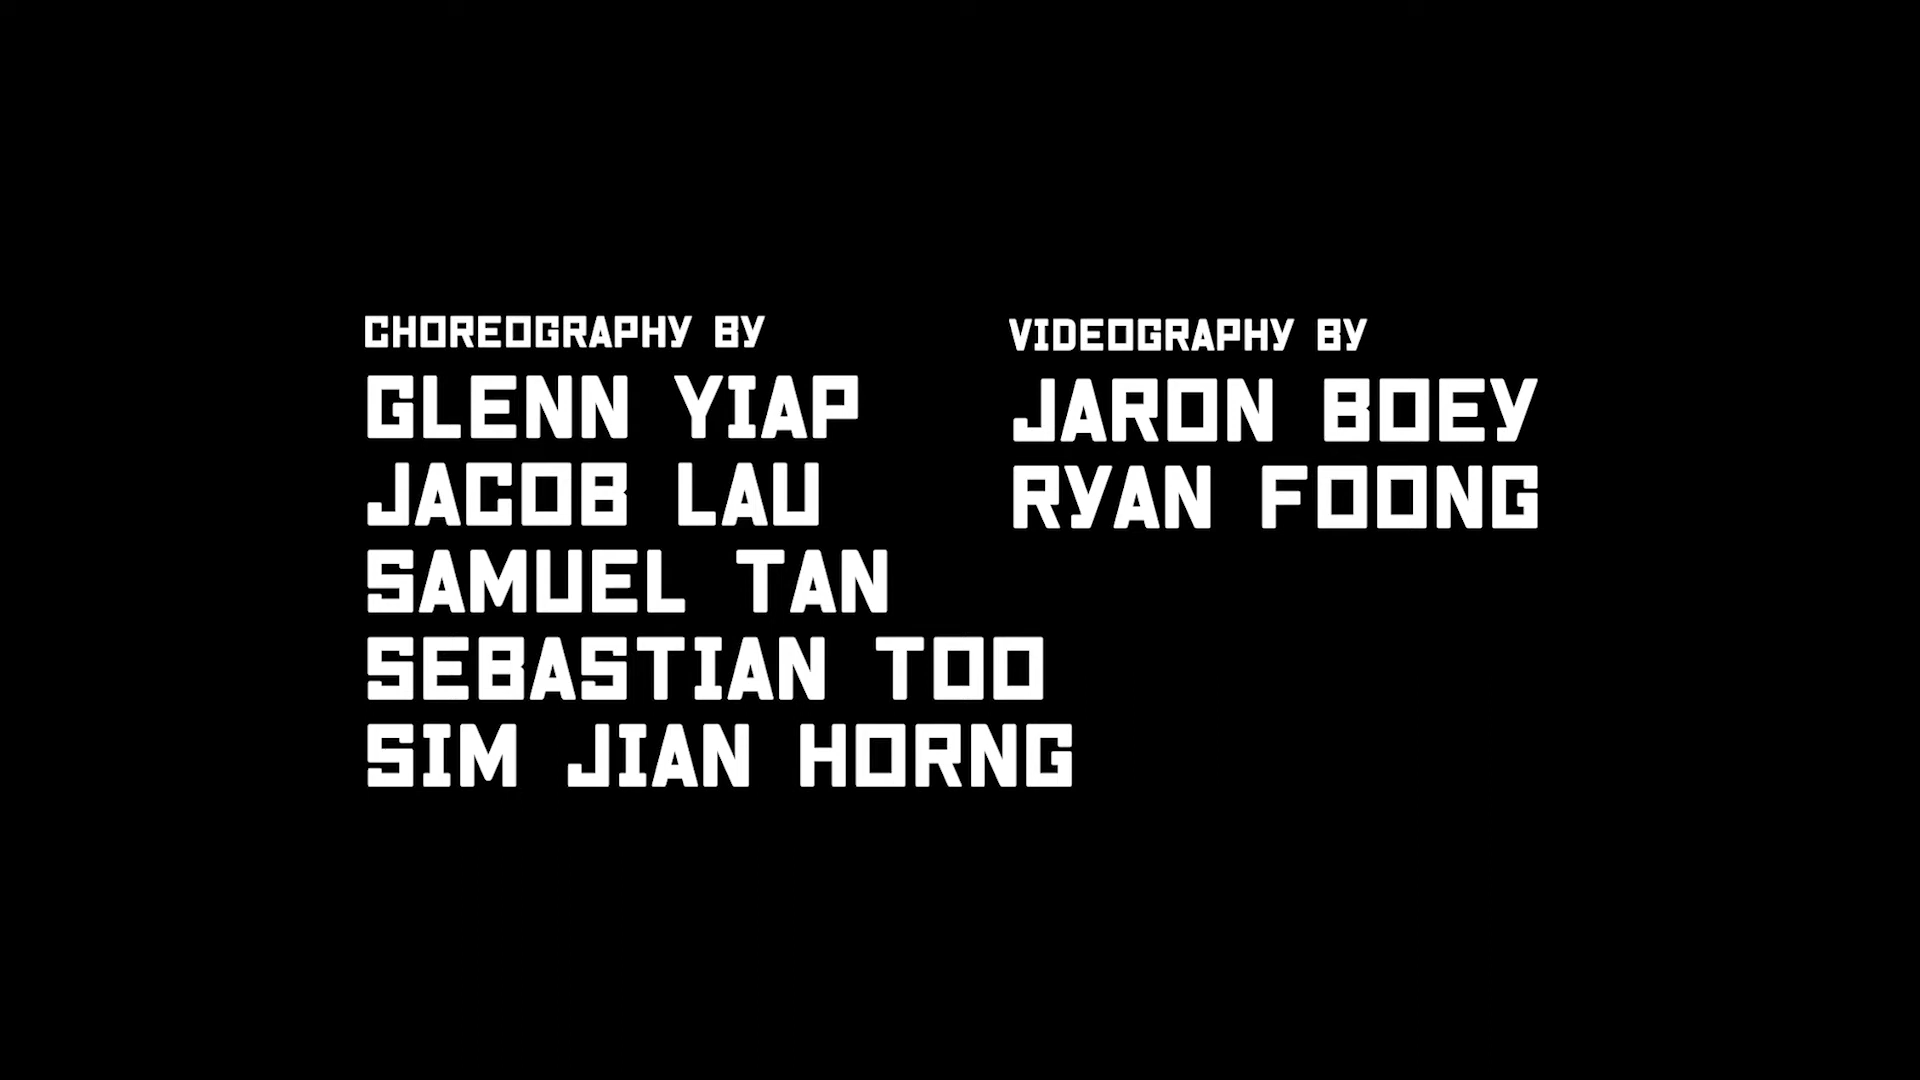 CHOREOGRAPHY BY
GLENN YIAP
JACOB LAU
SAMUEL TAN
SEBASTIAN TOO
SIM JIAN HORNG
VIDEOGRAPHY BY
JARON BOEY
RYAN FOONG